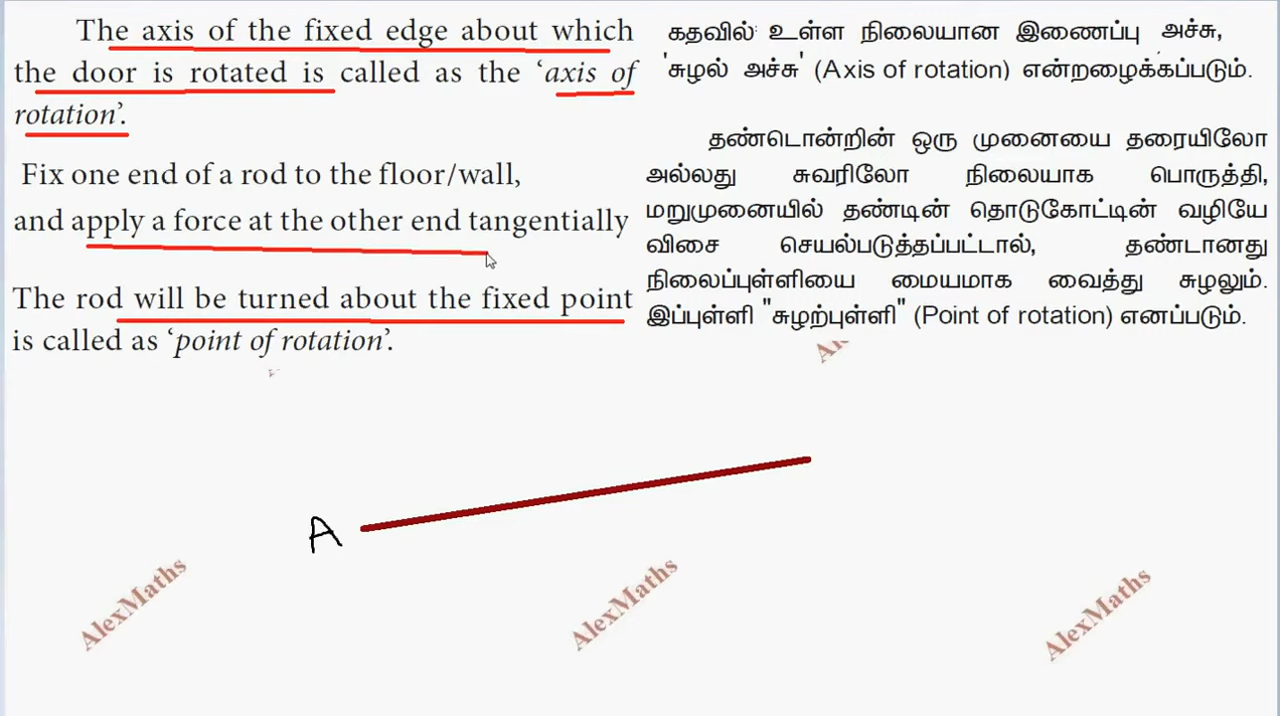 The axis of the fixed edge about which
the door is rotated is called as the ‘axis of
rotation’.
Fix one end of a rod to the floor/wall,
and apply a force at the other end tangentially
The rod will be turned about the fixed point
is called as ‘point of rotation’.
கதவில் உள்ள நிலையான இணைப்பு அச்சு,
'சுழல் அச்சு' (Axis of rotation) என்றழைக்கப்படும்.
தண்டொன்றின் ஒரு முனையை தரையிலோ
அல்லது சுவரிலோ நிலையாக பொருத்தி,
மறுமுனையில் தண்டின் தொடுகோட்டின் வழியே
விசை செயல்படுத்தப்பட்டால், தண்டானது
நிலைப்புள்ளியை மையமாக வைத்து சுழலும்.
இப்புள்ளி "சுழற்புள்ளி" (Point of rotation) எனப்படும்.
A
AlexMaths
AlexMaths
AlexMaths